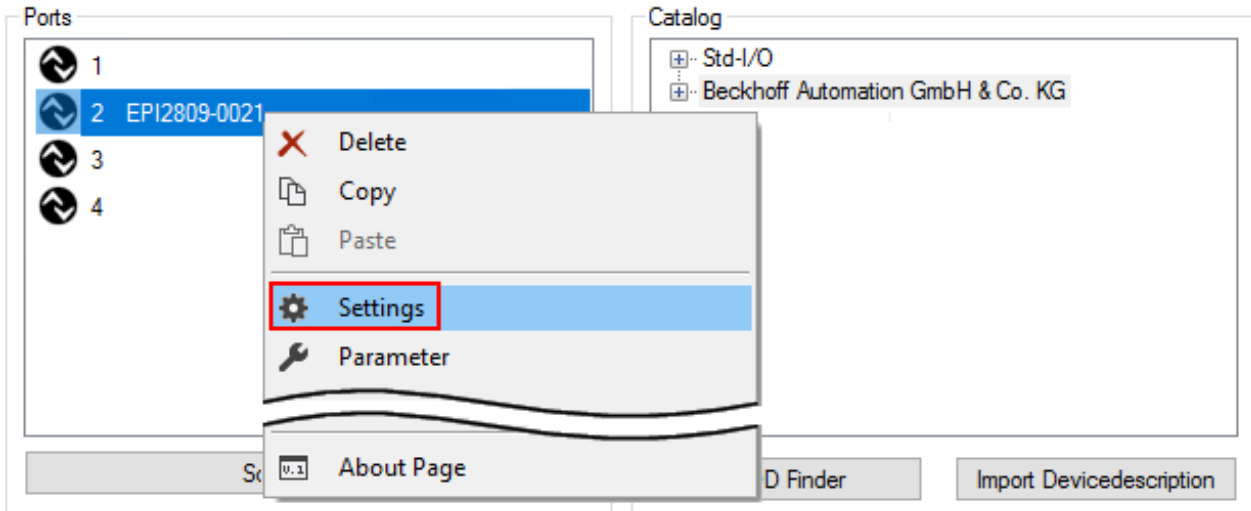 Ports
1
2 EPI2809-0021
3
4
Catalog
Std-I/O
Beckhoff Automation GmbH & Co. KG
Delete
Copy
Paste
Settings
Parameter
v.1 About Page
D Finder
Import Devicedescription